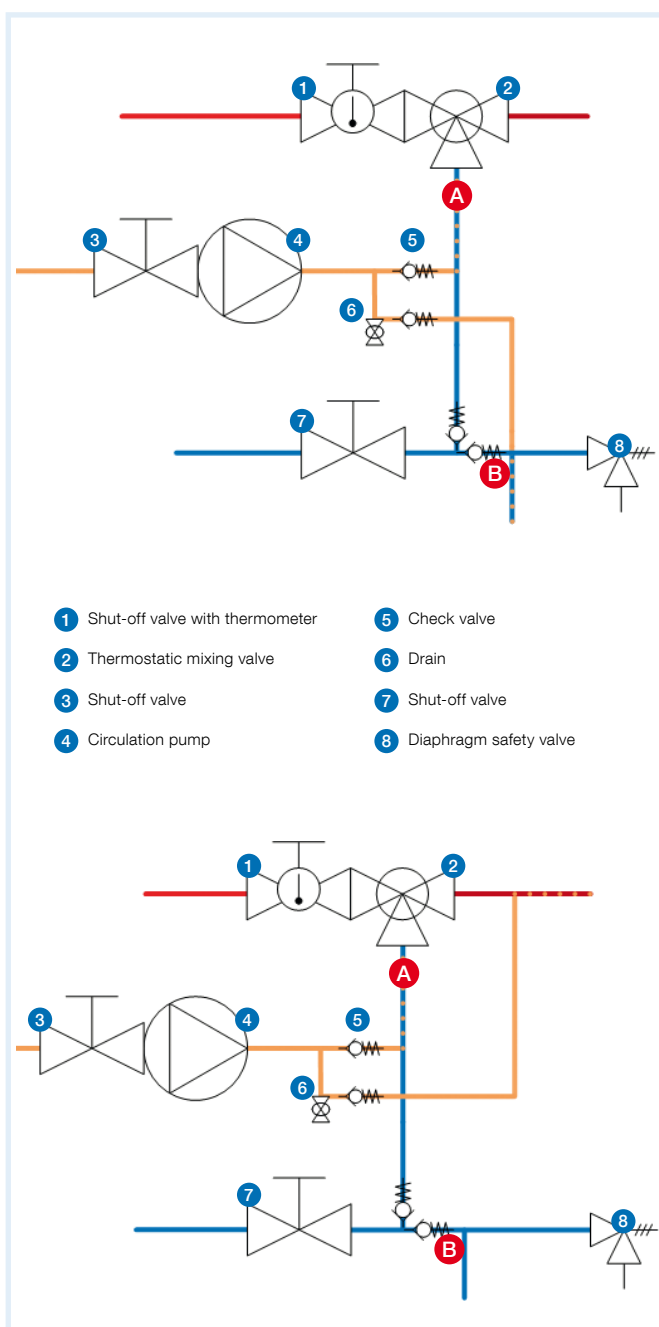 1 2
A
3 4 5
6
7 8
B
1 Shut-off valve with thermometer 5 Check valve
2 Thermostatic mixing valve 6 Drain
3 Shut-off valve 7 Shut-off valve
4 Circulation pump 8 Diaphragm safety valve
1 2
A
3 4 5
6
7 8
B